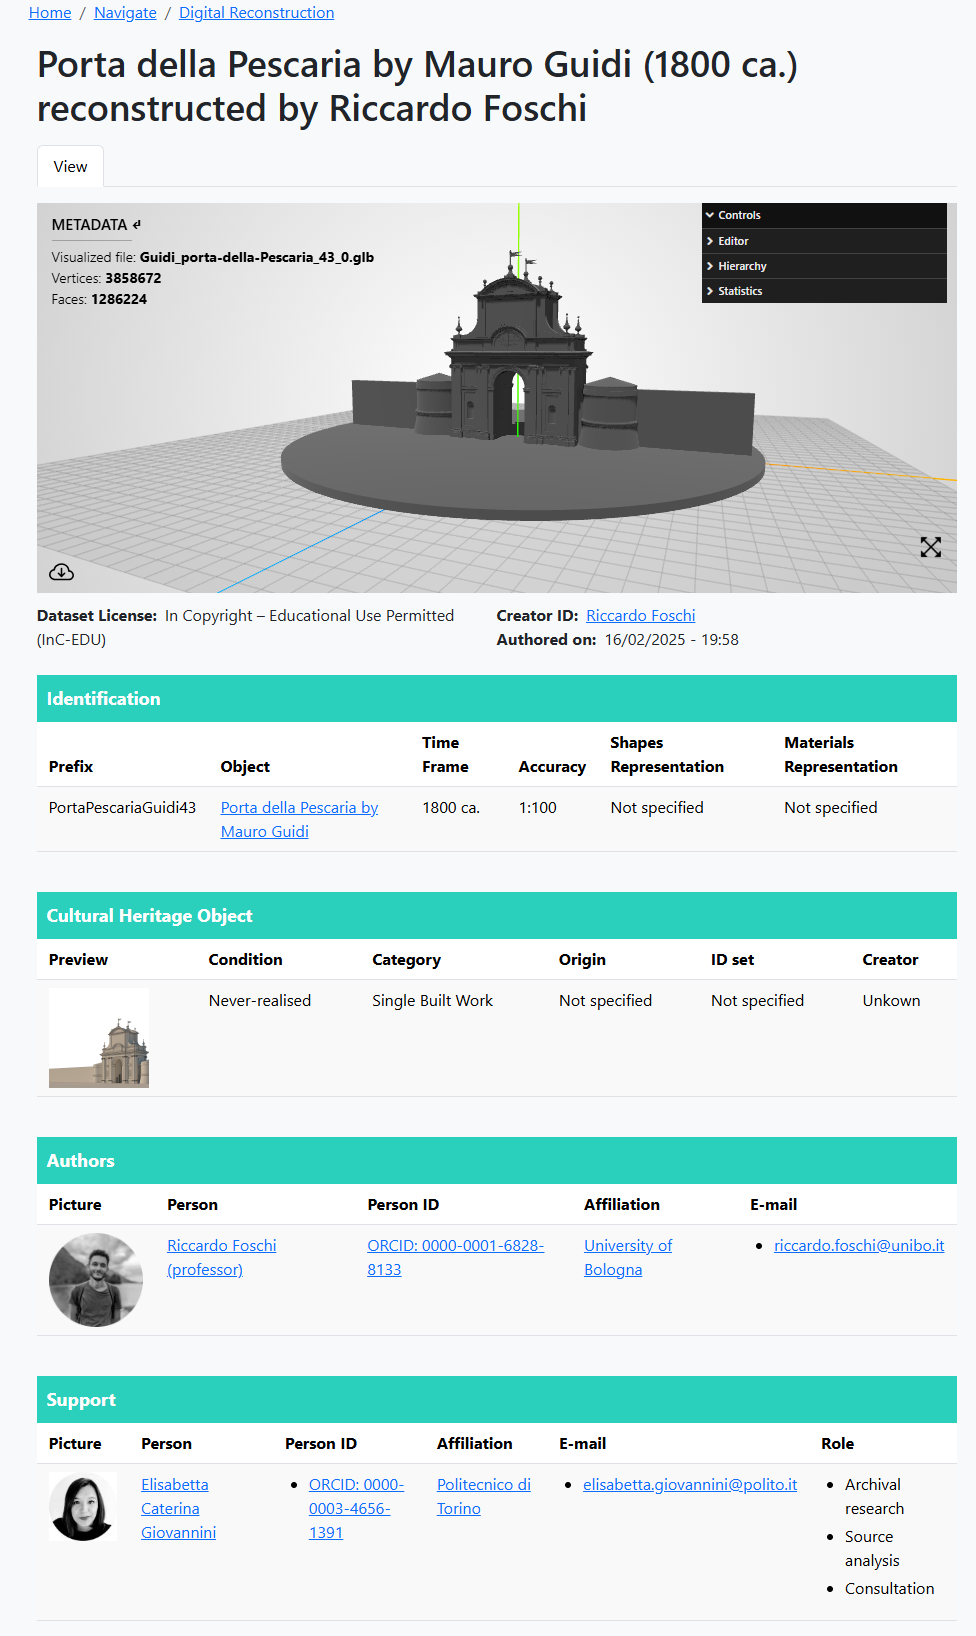 Home / Navigate / Digital Reconstruction
Porta della Pescaria by Mauro Guidi (1800 ca.)
reconstructed by Riccardo Foschi
View
METADATA ↲
Visualized file: Guidi_porta-della-Pescaria_43_0.glb
Vertices: 3858672
Faces: 1286224
Controls
Editor
Hierarchy
Statistics
Dataset License: In Copyright – Educational Use Permitted
(InC-EDU)
Creator ID: Riccardo Foschi
Authored on: 16/02/2025 - 19:58
Identification
Prefix Object Time Frame Accuracy Shapes Representation Materials Representation
PortaPescariaGuidi43 Porta della Pescaria by 1800 ca. 1:100 Not specified Not specified
Mauro Guidi
Cultural Heritage Object
Preview Condition Category Origin ID set Creator
Never-realised Single Built Work Not specified Not specified Unkown
Authors
Picture Person Person ID Affiliation E-mail
Riccardo Foschi ORCID: 0000-0001-6828- University of • riccardo.foschi@unibo.it
(professor) 8133 Bologna
Support
Picture Person Person ID Affiliation E-mail Role
Elisabetta • ORCID: 0000- Politecnico di • elisabetta.giovannini@polito.it • Archival
Caterina 0003-4656- Torino research
Giovannini 1391 • Source
analysis
• Consultation